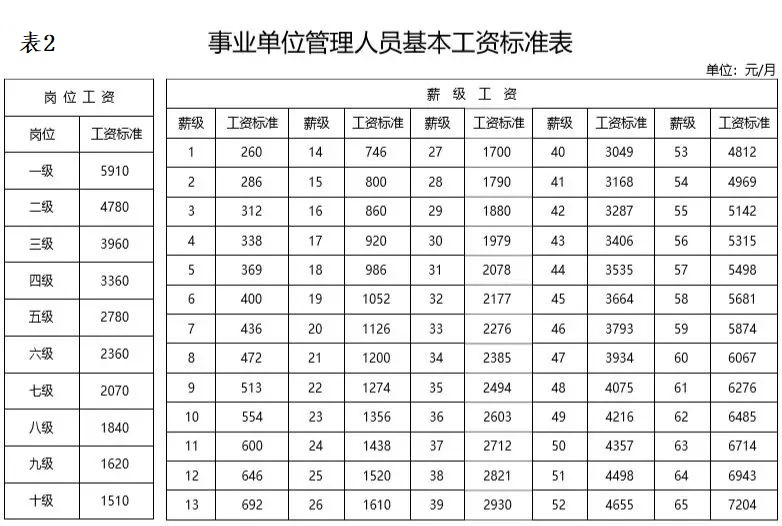 表2
事业单位管理人员基本工资标准表
单位：元/月
岗 位 工 资 薪 级 工 资
岗位 工资标准 薪级 工资标准 薪级 工资标准 薪级 工资标准 薪级 工资标准 薪级 工资标准
一级 5910
二级 4780
三级 3960
四级 3360
五级 2780
六级 2360
七级 2070
八级 1840
九级 1620
十级 1510
1 260 14 746 27 1700 40 3049 53 4812
2 286 15 800 28 1790 41 3168 54 4969
3 312 16 860 29 1880 42 3287 55 5142
4 338 17 920 30 1979 43 3406 56 5315
5 369 18 986 31 2078 44 3535 57 5498
6 400 19 1052 32 2177 45 3664 58 5681
7 436 20 1126 33 2276 46 3793 59 5874
8 472 21 1200 34 2385 47 3934 60 6067
9 513 22 1274 35 2494 48 4075 61 6276
10 554 23 1356 36 2603 49 4216 62 6485
11 600 24 1438 37 2712 50 4357 63 6714
12 646 25 1520 38 2821 51 4498 64 6943
13 692 26 1610 39 2930 52 4655 65 7204